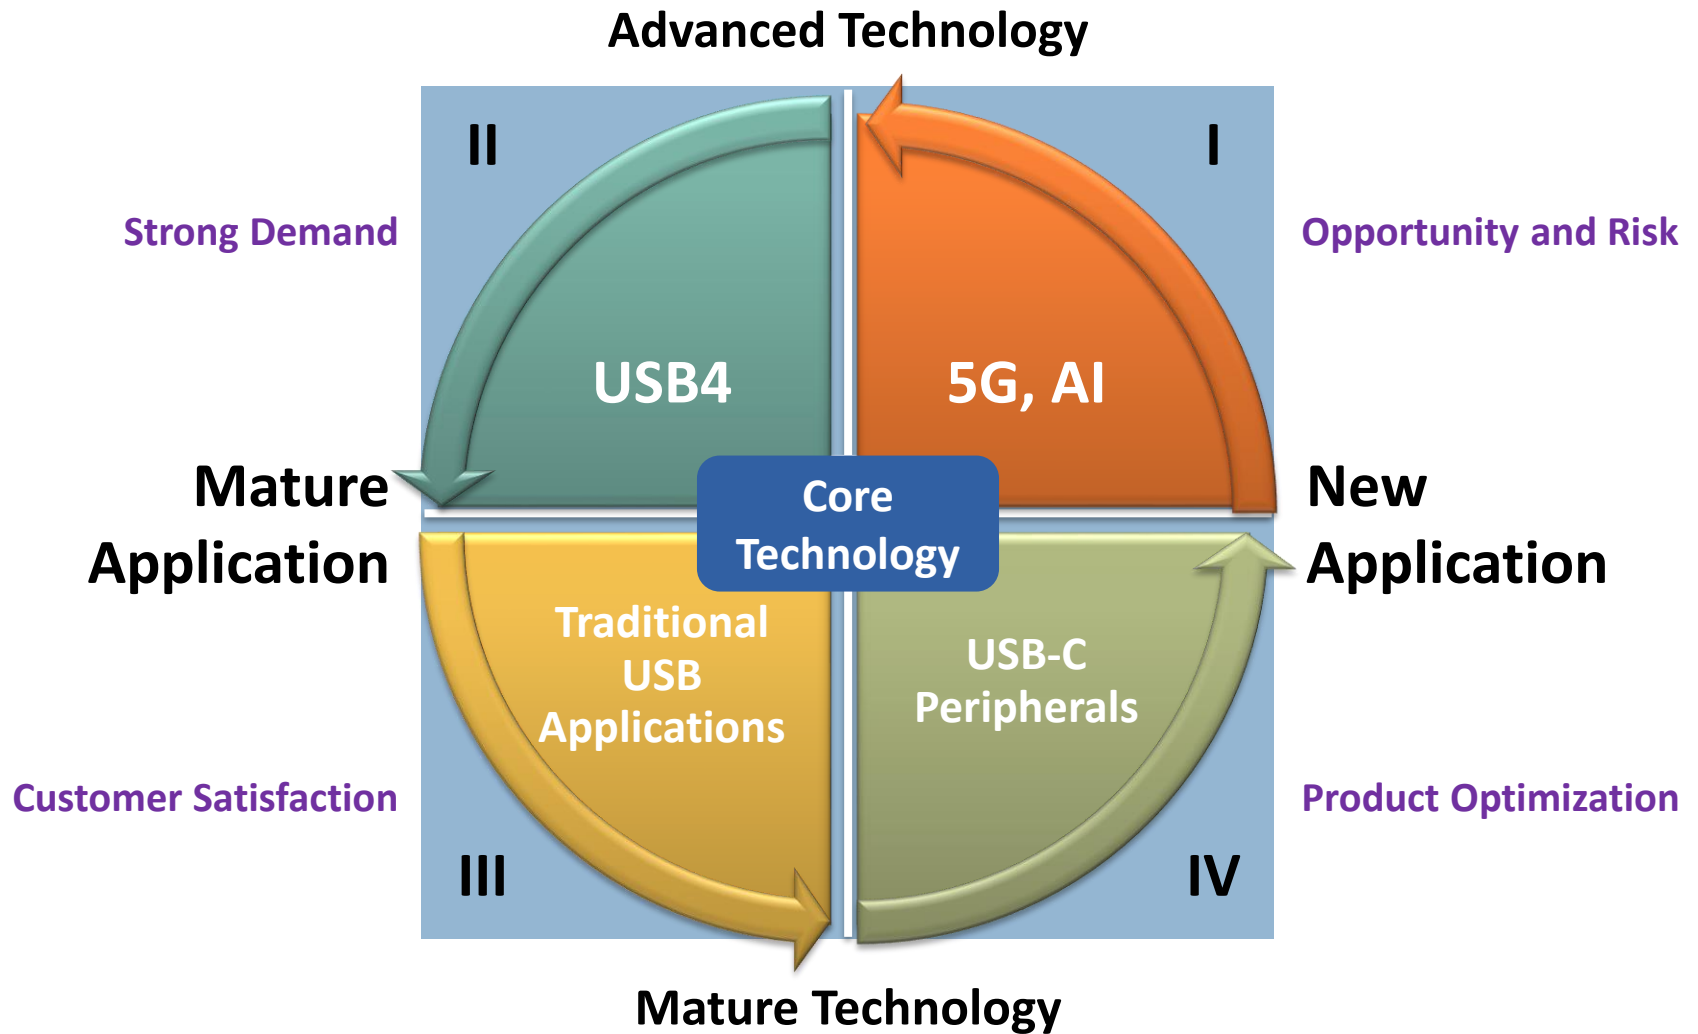 Advanced Technology
II
I
Strong Demand
Opportunity and Risk
USB4
5G, AI
Mature
Application
New
Application
Core
Technology
Traditional
USB
Applications
USB-C
Peripherals
Customer Satisfaction
Product Optimization
III
IV
Mature Technology